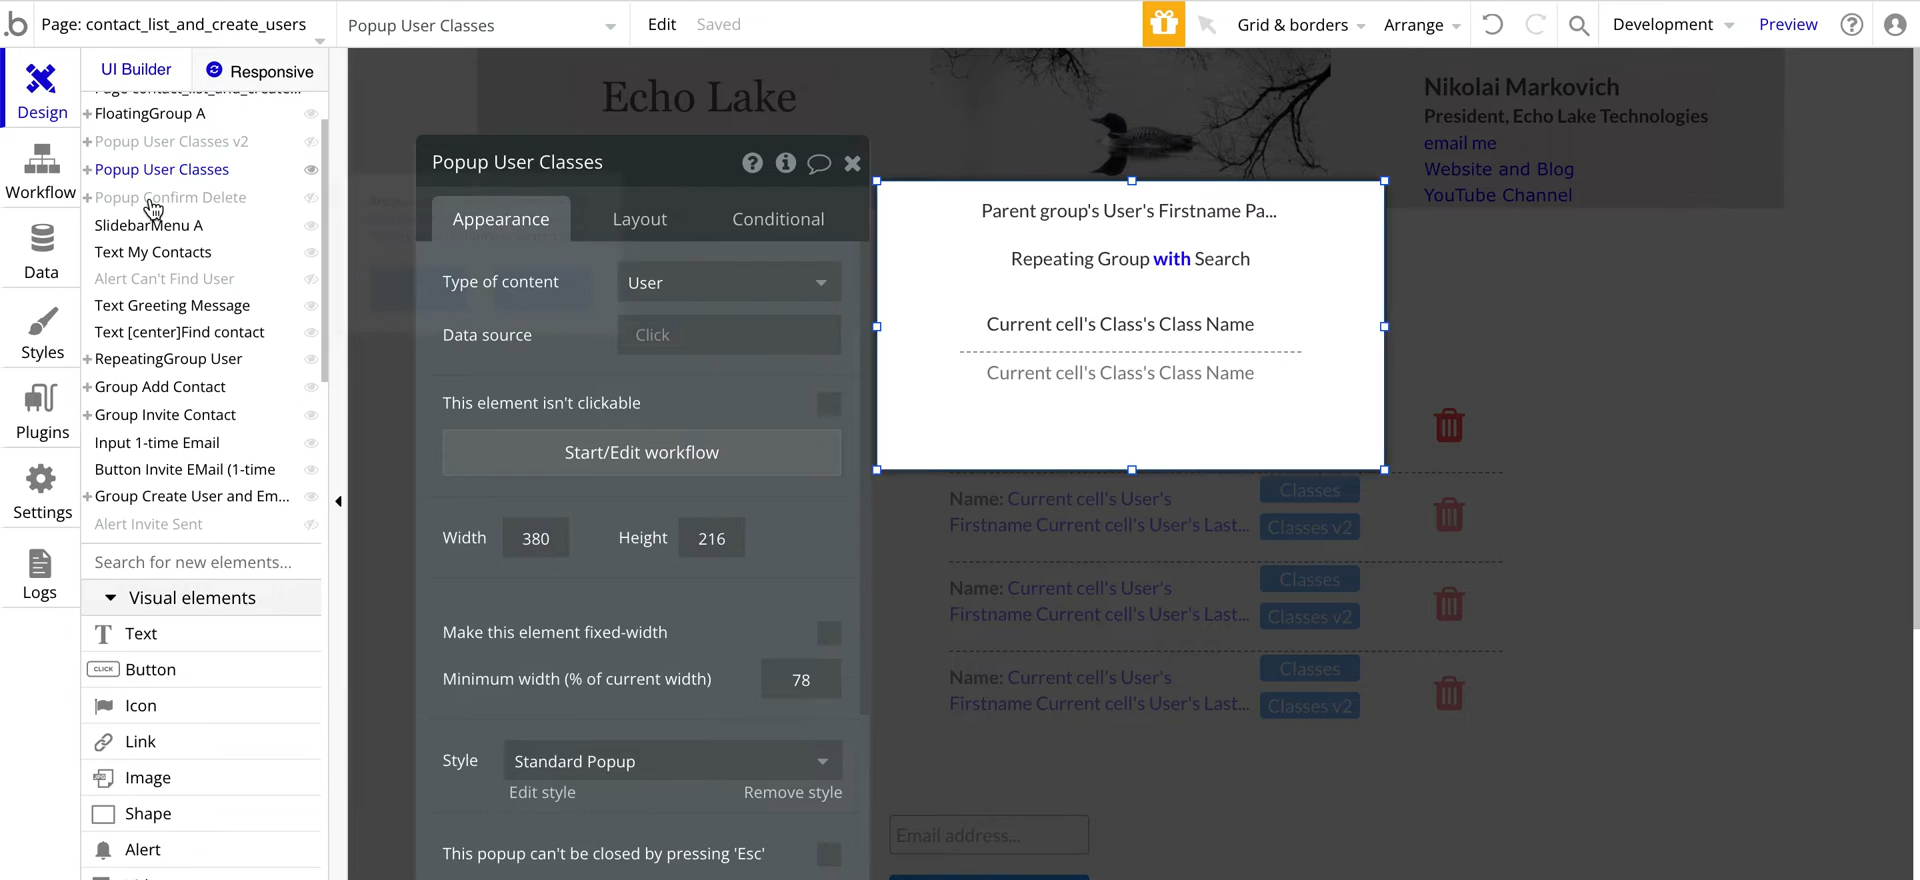 Page: contact_list_and_create_users
Popup User Classes
Edit
Saved
Grid & borders
Arrange
Development
Preview
UI Builder
Responsive
Design
Workflow
Data
Styles
Plugins
Settings
Logs
Page contact_list_and_create...
FloatingGroup A
Popup User Classes v2
Popup User Classes
Popup Confirm Delete
SlidebarMenu A
Text My Contacts
Alert Can't Find User
Text Greeting Message
Text [center]Find contact
RepeatingGroup User
Group Add Contact
Group Invite Contact
Input 1-time Email
Button Invite EMail (1-time
Group Create User and Em...
Alert Invite Sent
Search for new elements...
Visual elements
Text
CLICK Button
Icon
Link
Image
Shape
Alert
Echo Lake
Nikolai Markovich
President, Echo Lake Technologies
email me
Website and Blog
YouTube Channel
Popup User Classes
Appearance
Layout
Conditional
Type of content
User
Data source
Click
This element isn't clickable
Start/Edit workflow
Width 380
Height 216
Make this element fixed-width
Minimum width (% of current width)
78
Style
Standard Popup
Edit style
Remove style
This popup can't be closed by pressing 'Esc'
Parent group's User's Firstname Pa...
Repeating Group with Search
Current cell's Class's Class Name
Current cell's Class's Class Name
Name: Current cell's User's
Firstname Current cell's User's Last...
Classes
Classes v2
Name: Current cell's User's
Firstname Current cell's User's Last...
Classes
Classes v2
Name: Current cell's User's
Firstname Current cell's User's Last...
Classes
Classes v2
Email address...